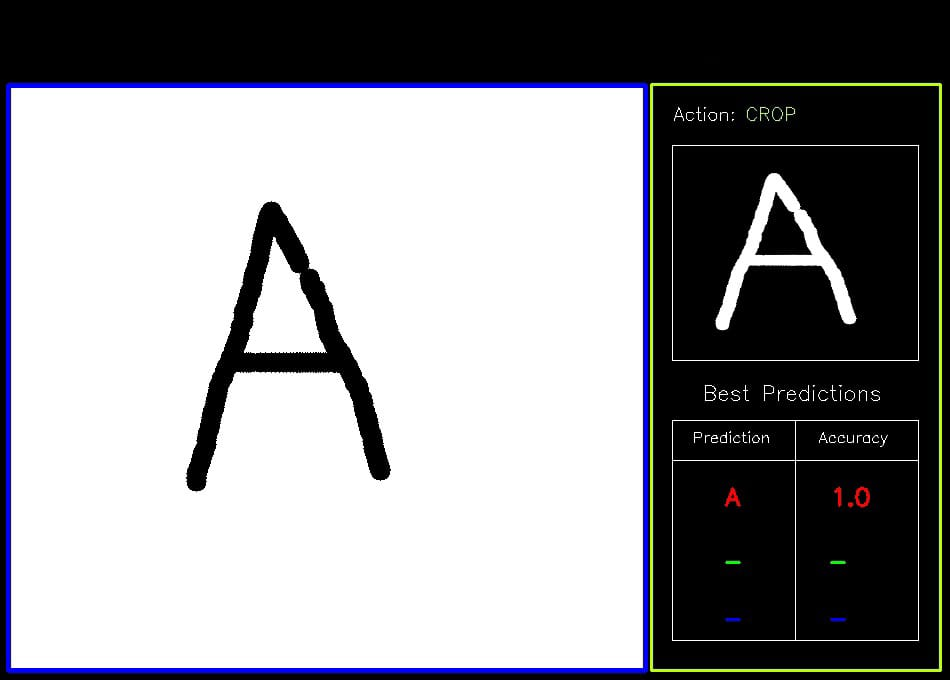 A
Action: CROP
A
Best Predictions
Prediction Accuracy
A 1.0
- -
- -